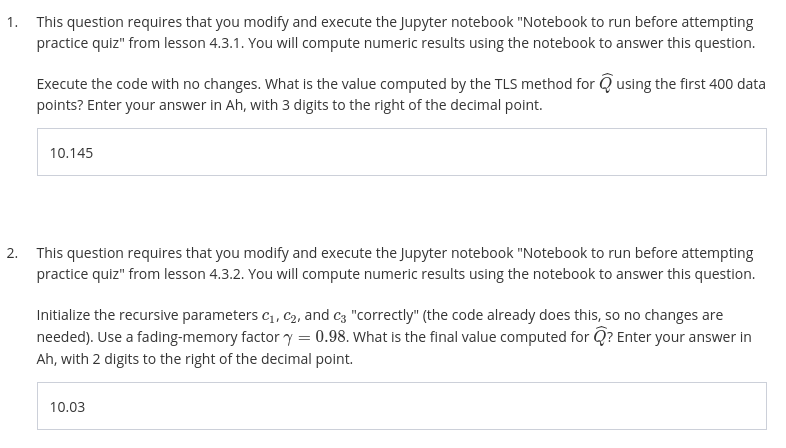 1. This question requires that you modify and execute the Jupyter notebook "Notebook to run before attempting
practice quiz" from lesson 4.3.1. You will compute numeric results using the notebook to answer this question.
Execute the code with no changes. What is the value computed by the TLS method for Q̂ using the first 400 data
points? Enter your answer in Ah, with 3 digits to the right of the decimal point.
10.145
2. This question requires that you modify and execute the Jupyter notebook "Notebook to run before attempting
practice quiz" from lesson 4.3.2. You will compute numeric results using the notebook to answer this question.
Initialize the recursive parameters c₁, c₂, and c₃ "correctly" (the code already does this, so no changes are
needed). Use a fading-memory factor γ = 0.98. What is the final value computed for Q̂? Enter your answer in
Ah, with 2 digits to the right of the decimal point.
10.03